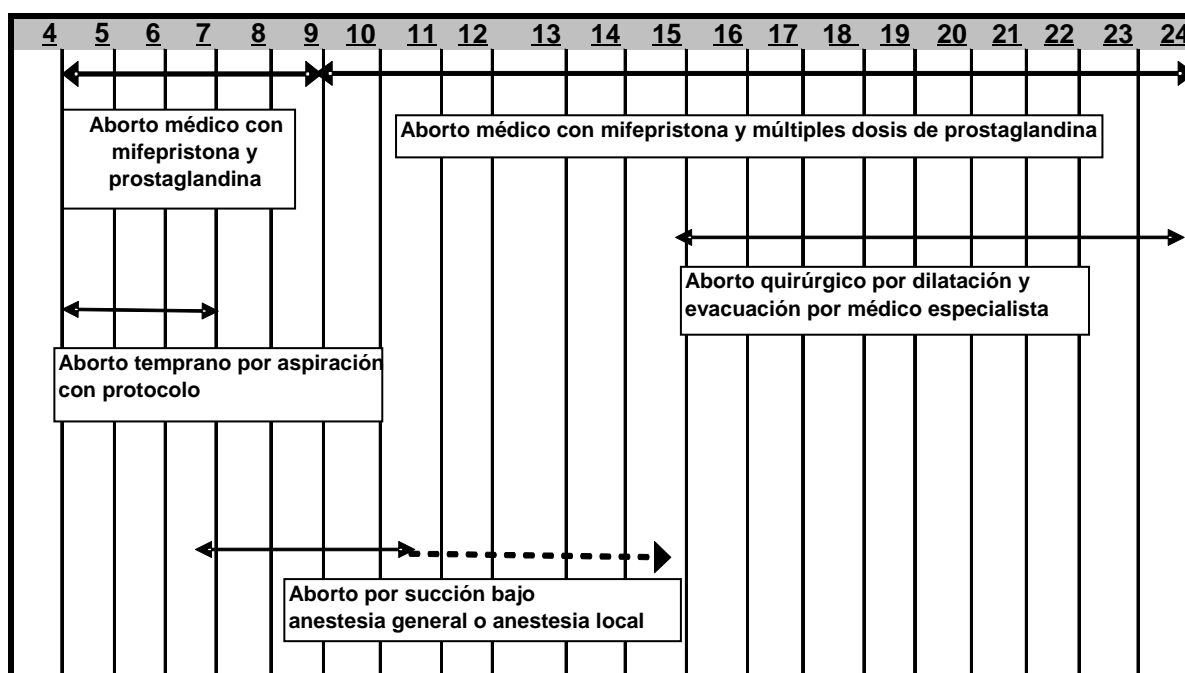 4 5 6 7 8 9 10 11 12 13 14 15 16 17 18 19 20 21 22 23 24
Aborto médico con
mifepristona y
prostaglandina
Aborto médico con mifepristona y múltiples dosis de prostaglandina
Aborto quirúrgico por dilatación y
evacuación por médico especialista
Aborto temprano por aspiración
con protocolo
Aborto por succión bajo
anestesia general o anestesia local